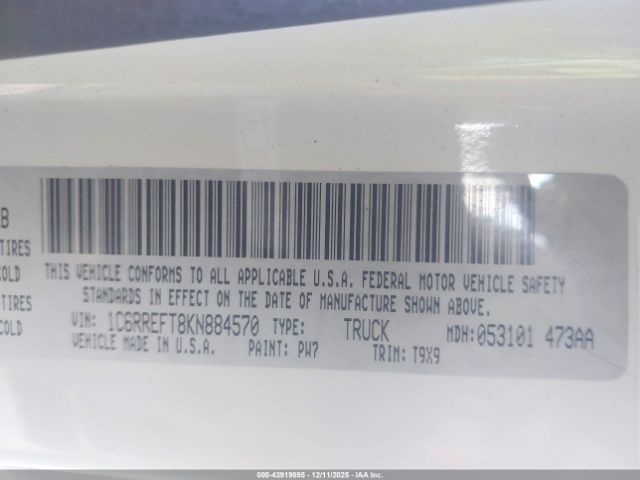 B
TIRES
COLD
TIRES
COLD
THIS VEHICLE CONFORMS TO ALL APPLICABLE U.S.A. FEDERAL MOTOR VEHICLE SAFETY
STANDARDS IN EFFECT ON THE DATE OF MANUFACTURE SHOWN ABOVE.
VIN: 1C6RREFT8KN884570 TYPE: TRUCK MDH:053101 473AA
VEHICLE MADE IN U.S.A. PAINT: PW7 TRIM: T9X9
000-43919895 - 12/11/2025 - IAA Inc.